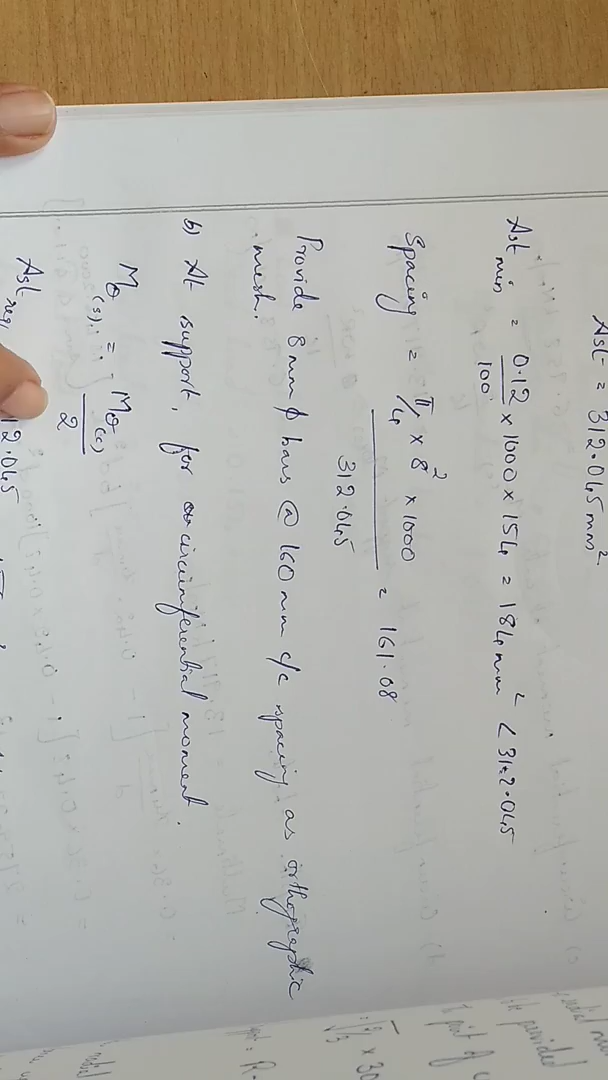 Ast = 312.045 mm²
Ast min = 0.12/100 × 1000 × 154 = 184 mm² < 312.045
Spacing = π/4 × 8² × 1000 / 312.045 = 161.08
Provide 8 mm ϕ bars @ 160 mm c/c spacing as orthographic
mesh.
b) At support, for circumferential moment.
Mθ(s) = - Mθ(c)/2
Ast req 12.045